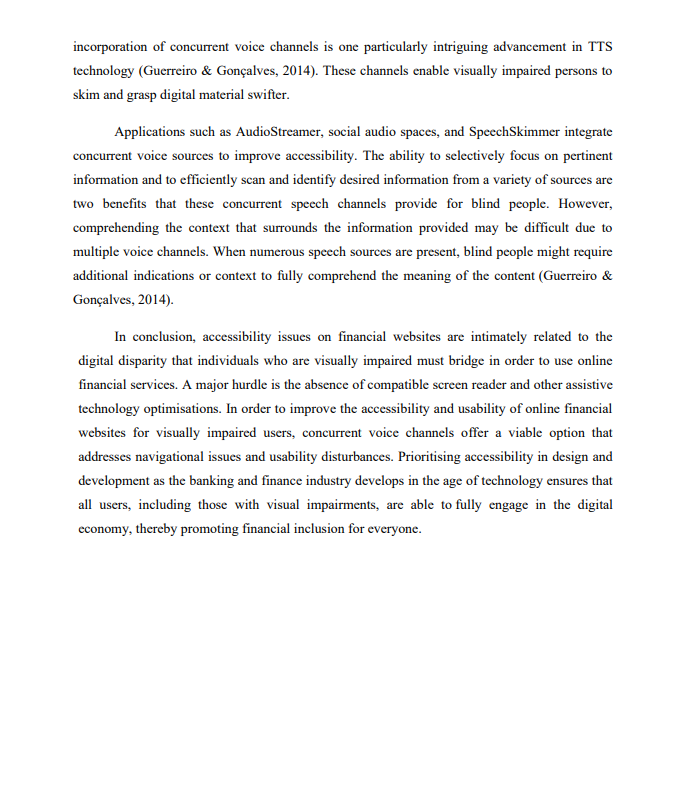 incorporation of concurrent voice channels is one particularly intriguing advancement in TTS
technology (Guerreiro & Gonçalves, 2014). These channels enable visually impaired persons to
skim and grasp digital material swifter.
Applications such as AudioStreamer, social audio spaces, and SpeechSkimmer integrate
concurrent voice sources to improve accessibility. The ability to selectively focus on pertinent
information and to efficiently scan and identify desired information from a variety of sources are
two benefits that these concurrent speech channels provide for blind people. However,
comprehending the context that surrounds the information provided may be difficult due to
multiple voice channels. When numerous speech sources are present, blind people might require
additional indications or context to fully comprehend the meaning of the content (Guerreiro &
Gonçalves, 2014).
In conclusion, accessibility issues on financial websites are intimately related to the
digital disparity that individuals who are visually impaired must bridge in order to use online
financial services. A major hurdle is the absence of compatible screen reader and other assistive
technology optimisations. In order to improve the accessibility and usability of online financial
websites for visually impaired users, concurrent voice channels offer a viable option that
addresses navigational issues and usability disturbances. Prioritising accessibility in design and
development as the banking and finance industry develops in the age of technology ensures that
all users, including those with visual impairments, are able to fully engage in the digital
economy, thereby promoting financial inclusion for everyone.